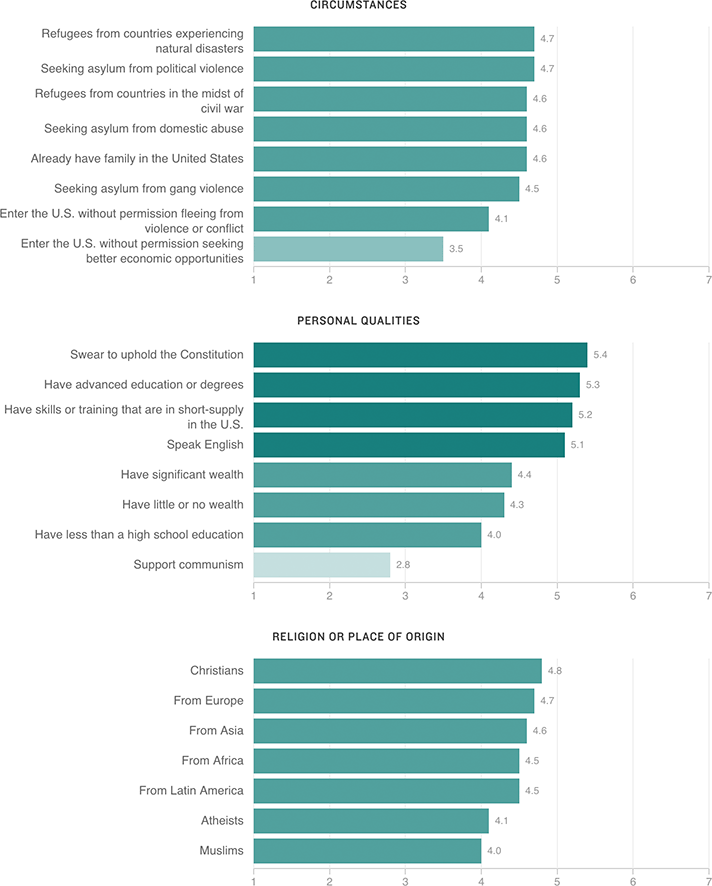 CIRCUMSTANCES
Refugees from countries experiencing
natural disasters
4.7
Seeking asylum from political violence
4.7
Refugees from countries in the midst of
civil war
4.6
Seeking asylum from domestic abuse
4.6
Already have family in the United States
4.6
Seeking asylum from gang violence
4.5
Enter the U.S. without permission fleeing from
violence or conflict
4.1
Enter the U.S. without permission seeking
better economic opportunities
3.5
1 2 3 4 5 6 7
PERSONAL QUALITIES
Swear to uphold the Constitution
5.4
Have advanced education or degrees
5.3
Have skills or training that are in short-supply
in the U.S.
5.2
Speak English
5.1
Have significant wealth
4.4
Have little or no wealth
4.3
Have less than a high school education
4.0
Support communism
2.8
1 2 3 4 5 6 7
RELIGION OR PLACE OF ORIGIN
Christians
4.8
From Europe
4.7
From Asia
4.6
From Africa
4.5
From Latin America
4.5
Atheists
4.1
Muslims
4.0
1 2 3 4 5 6 7